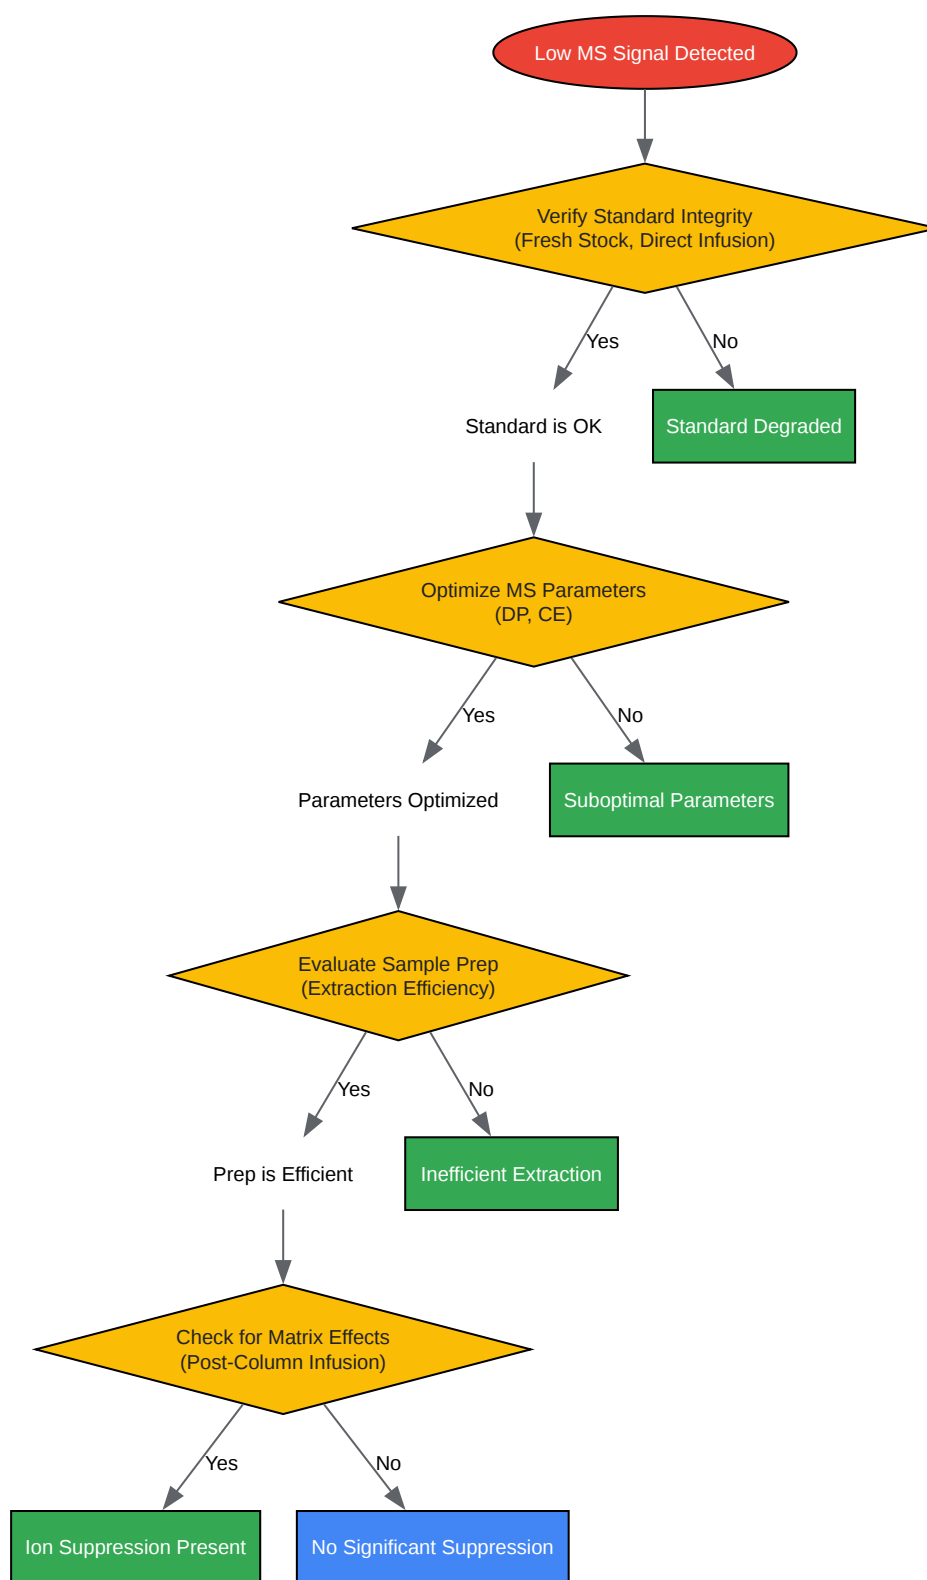 Low MS Signal Detected
Verify Standard Integrity
(Fresh Stock, Direct Infusion)
Yes
No
Standard is OK
Standard Degraded
Optimize MS Parameters
(DP, CE)
Yes
No
Parameters Optimized
Suboptimal Parameters
Evaluate Sample Prep
(Extraction Efficiency)
Yes
No
Prep is Efficient
Inefficient Extraction
Check for Matrix Effects
(Post-Column Infusion)
Yes
No
Ion Suppression Present
No Significant Suppression